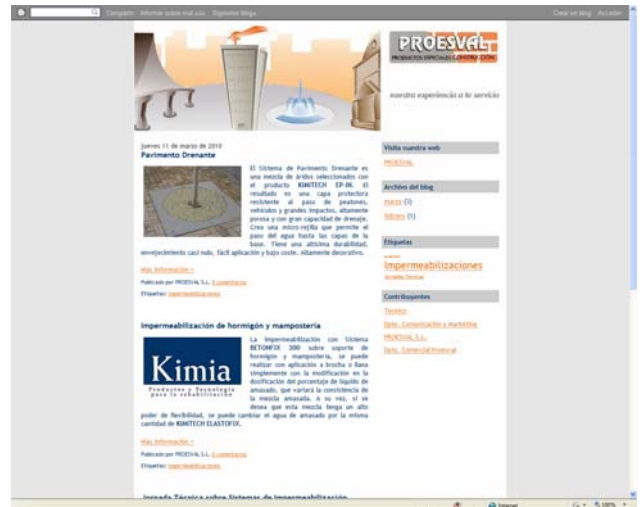 Compartir Informar sobre mal uso Siguiente blog» Crear un blog Acceder
PROESVAL
PRODUCTOS ESPECIALES CONSTRUCCIÓN
nuestra experiencia a tu servicio
jueves 11 de marzo de 2010
Pavimento Drenante
El Sistema de Pavimento Drenante es
una mezcla de áridos seleccionados con
el producto KIMITECH EP-IN. El
resultado es una capa protectora
resistente al paso de peatones,
vehículos y grandes impactos, altamente
porosa y con gran capacidad de drenaje.
Crea una micro-rejilla que permite el
paso del agua hasta las capas de la
base. Tiene una altísima durabilidad,
envejecimiento casi nulo, fácil aplicación y bajo coste. Altamente decorativo.
Más información »
Publicado por PROESVAL S.L. 0 comentarios
Etiquetas: Impermeabilizaciones
Impermeabilización de hormigón y mampostería
Kimia
Productos y Tecnología
para la rehabilitación
La impermeabilización con Sistema
BETONFIX 300 sobre soporte de
hormigón y mampostería, se puede
realizar con aplicación a brocha o llana
simplemente con la modificación en la
dosificación del porcentaje de líquido de
amasado, que variará la consistencia de
la mezcla amasada. A su vez, si se
desea que esta mezcla tenga un alto
poder de flexibilidad, se puede cambiar el agua de amasado por la misma
cantidad de KIMITECH ELASTOFIX.
Más información »
Publicado por PROESVAL S.L. 0 comentarios
Etiquetas: Impermeabilizaciones
Jornada Técnica sobre Sistemas de Impermeabilización
Visita nuestra web
PROESVAL
Archivo del blog
marzo (3)
febrero (1)
Etiquetas
Impermeabilizaciones
Jornadas Técnicas
Contribuyentes
Tecnico
Dpto. Comunicación y Marketing
PROESVAL S.L.
Dpto. Comercial Proesval
Internet
100%